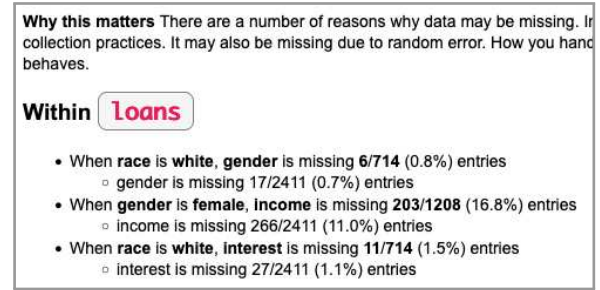 Why this matters There are a number of reasons why data may be missing.
collection practices. It may also be missing due to random error. How you
behaves.
Within loans
• When race is white, gender is missing 6/714 (0.8%) entries
◦ gender is missing 17/2411 (0.7%) entries
• When gender is female, income is missing 203/1208 (16.8%) entries
◦ income is missing 266/2411 (11.0%) entries
• When race is white, interest is missing 11/714 (1.5%) entries
◦ interest is missing 27/2411 (1.1%) entries